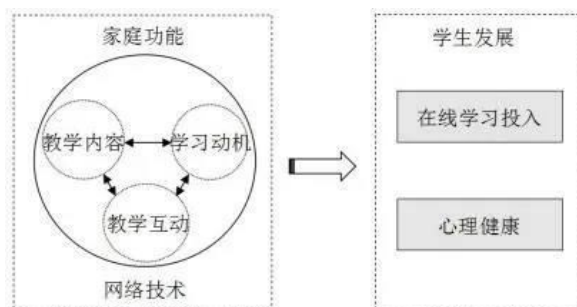 家庭功能
教学内容
学习动机
教学互动
网络技术
学生发展
在线学习投入
心理健康